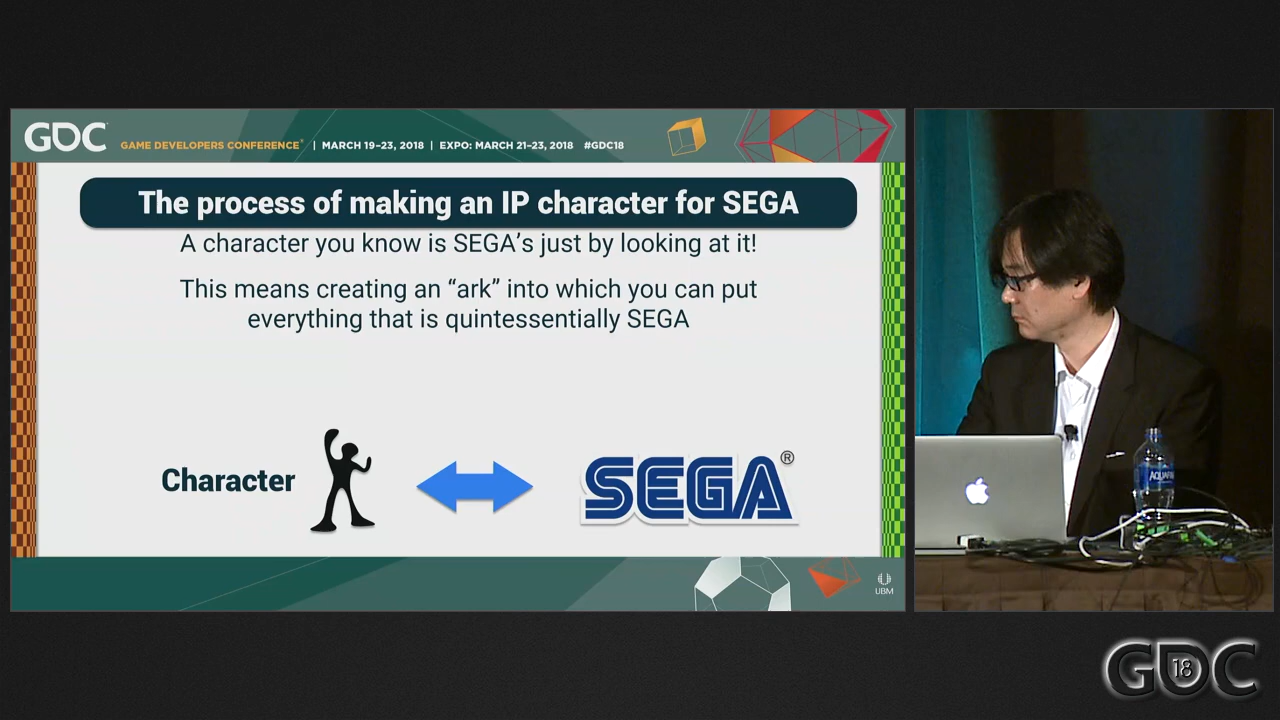 GDC
GAME DEVELOPERS CONFERENCE® | MARCH 19–23, 2018 | EXPO: MARCH 21–23, 2018 #GDC18
The process of making an IP character for SEGA
A character you know is SEGA’s just by looking at it!
This means creating an “ark” into which you can put
everything that is quintessentially SEGA
Character
SEGA®
UBM
AQUAFINA
GDC 18